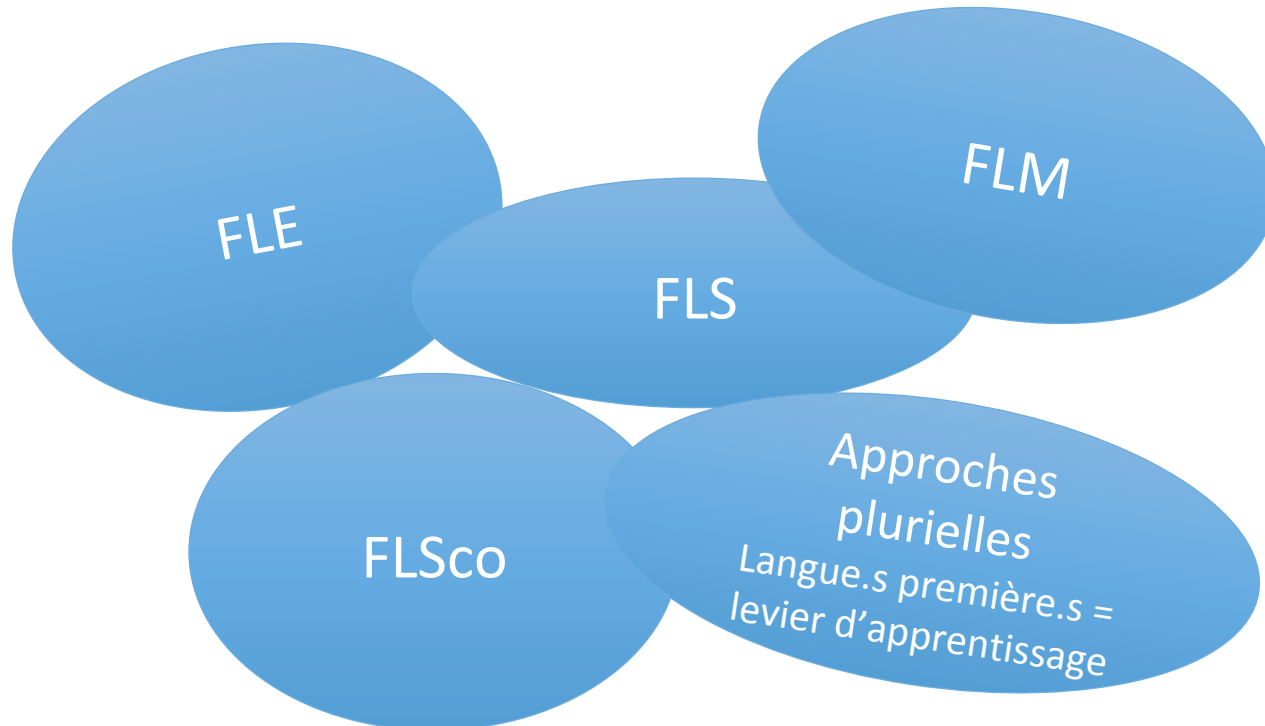 FLE
FLM
FLS
FLSco
Approches
plurielles
Langue.s première.s =
levier d’apprentissage